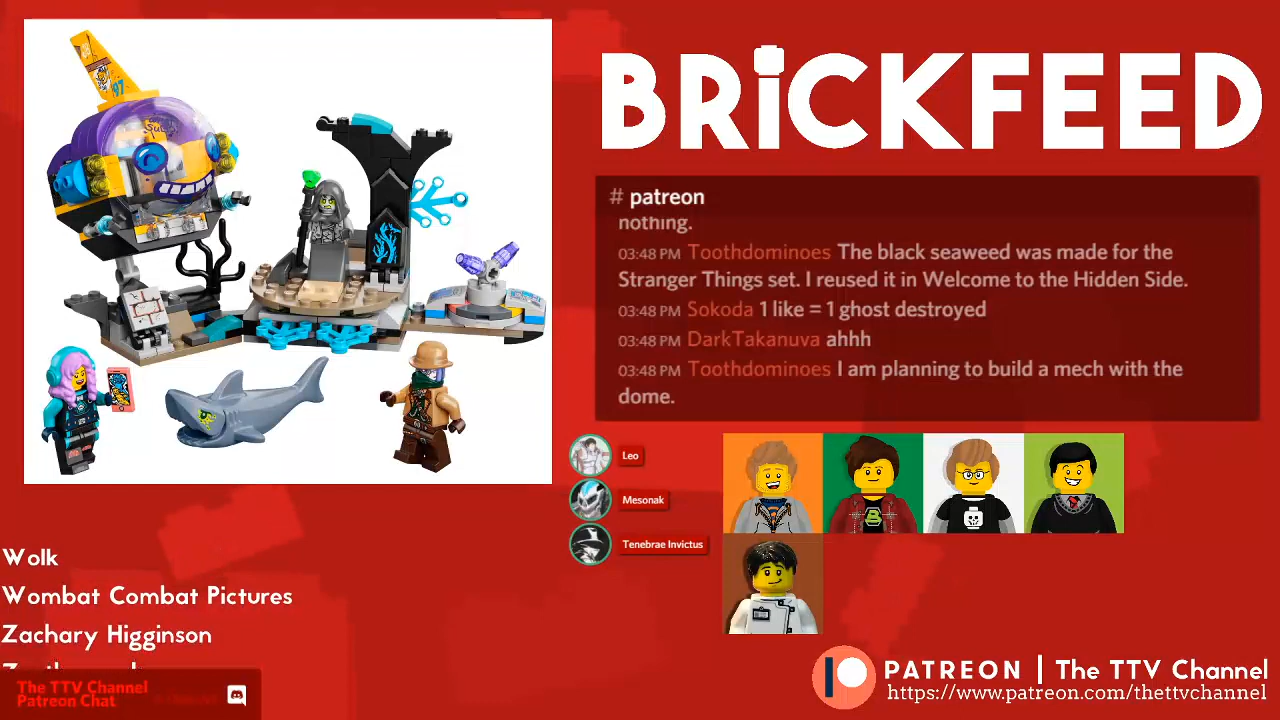 BRiCKFEED
# patreon
nothing.
03:48 PM Toothdominoes The black seaweed was made for the
Stranger Things set. I reused it in Welcome to the Hidden Side.
03:48 PM Sokoda 1 like = 1 ghost destroyed
03:48 PM DarkTakanuva ahhh
03:48 PM Toothdominoes I am planning to build a mech with the
dome.
97
Leo
Mesonak
Tenebrae Invictus
Wolk
Wombat Combat Pictures
Zachary Higginson
The TTV Channel
Patreon Chat
PATREON | The TTV Channel
https://www.patreon.com/thettvchannel